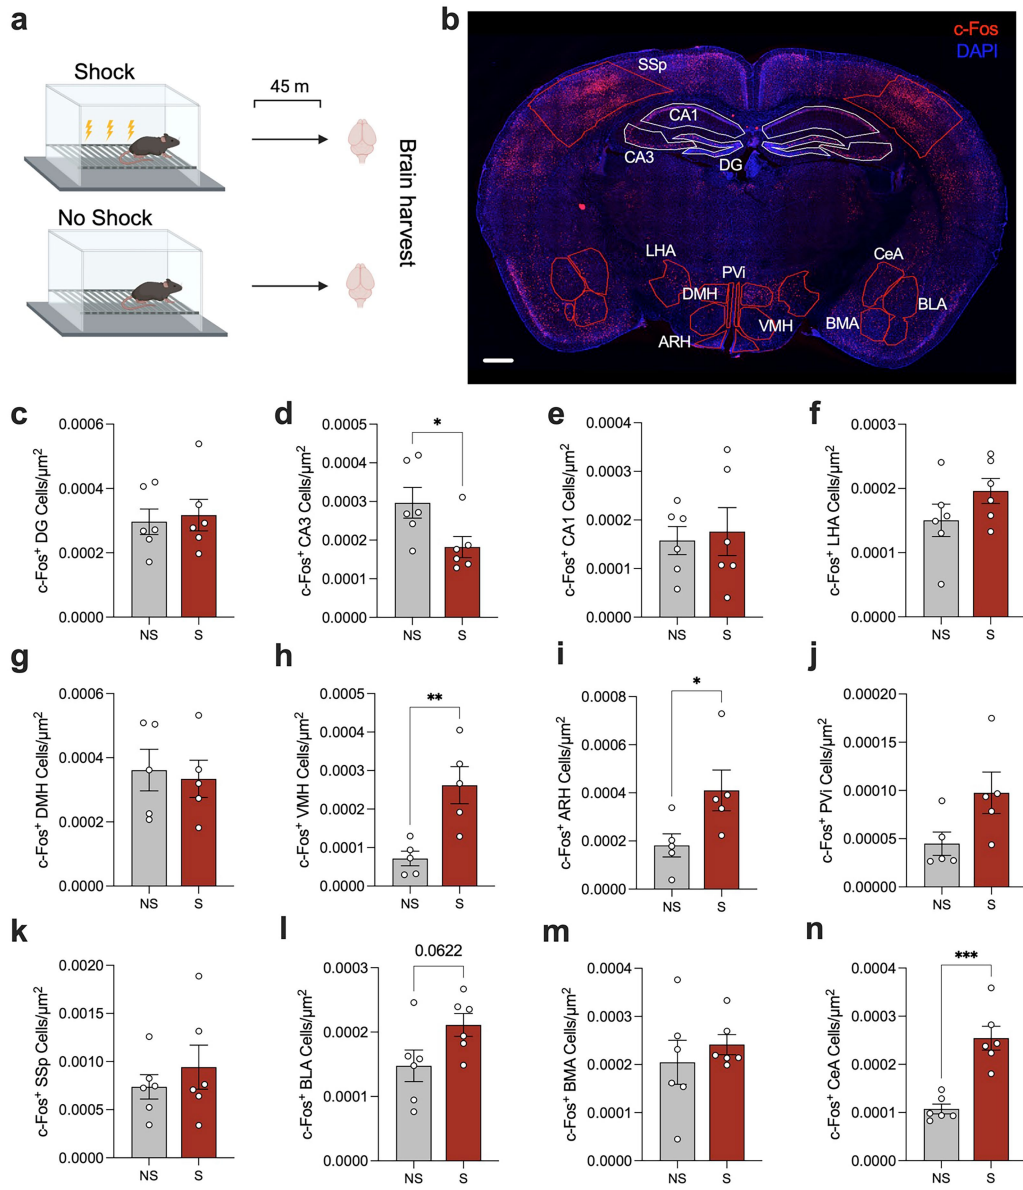 a
Shock
45 m
No Shock
Brain harvest
b
c-Fos
DAPI
SSp
CA1
CA3
DG
LHA
PVi
CeA
DMH
BLA
VMH
BMA
ARH
c
c-Fos⁺ DG Cells/µm²
0.0006
0.0004
0.0002
0.0000
NS
S
d
c-Fos⁺ CA3 Cells/µm²
0.0005
0.0004
0.0003
0.0002
0.0001
0.0000
*
NS
S
e
c-Fos⁺ CA1 Cells/µm²
0.0004
0.0003
0.0002
0.0001
0.0000
NS
S
f
c-Fos⁺ LHA Cells/µm²
0.0003
0.0002
0.0001
0.0000
NS
S
g
c-Fos⁺ DMH Cells/µm²
0.0006
0.0004
0.0002
0.0000
NS
S
h
c-Fos⁺ VMH Cells/µm²
0.0005
0.0004
0.0003
0.0002
0.0001
0.0000
**
NS
S
i
c-Fos⁺ ARH Cells/µm²
0.0008
0.0006
0.0004
0.0002
0.0000
*
NS
S
j
c-Fos⁺ PVi Cells/µm²
0.00020
0.00015
0.00010
0.00005
0.00000
NS
S
k
c-Fos⁺ SSp Cells/µm²
0.0020
0.0015
0.0010
0.0005
0.0000
NS
S
l
c-Fos⁺ BLA Cells/µm²
0.0003
0.0002
0.0001
0.0000
0.0622
NS
S
m
c-Fos⁺ BMA Cells/µm²
0.0004
0.0003
0.0002
0.0001
0.0000
NS
S
n
c-Fos⁺ CeA Cells/µm²
0.0004
0.0003
0.0002
0.0001
0.0000
***
NS
S